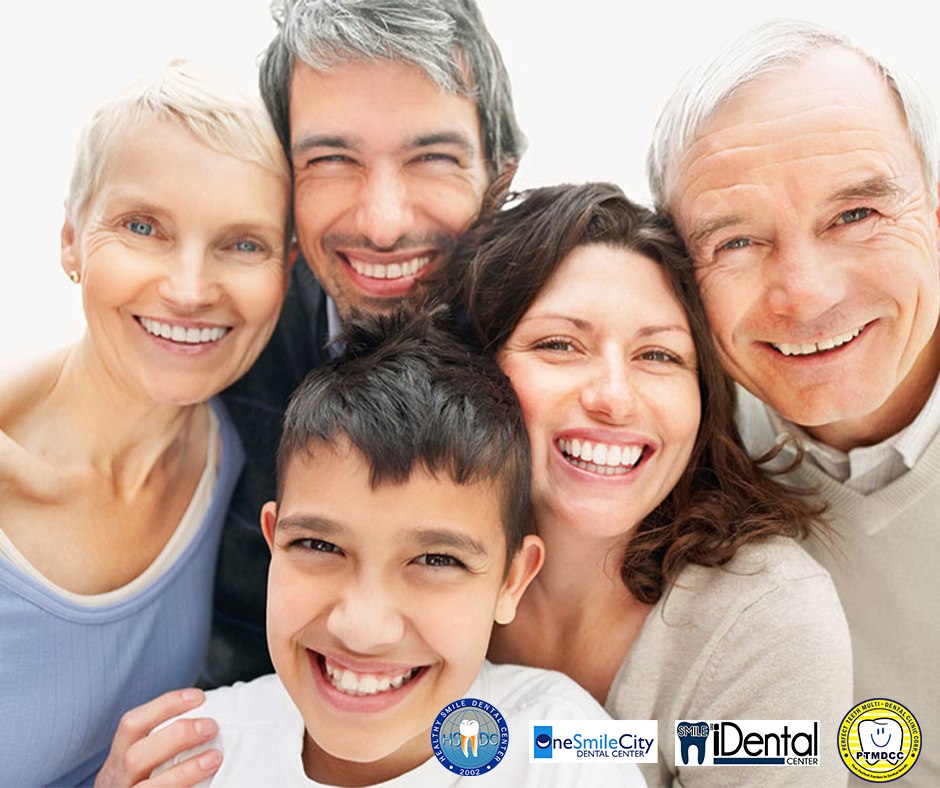 HEALTHY SMILE DENTAL CENTER
HSDC
2002
OneSmileCity
DENTAL CENTER
SMILE
iDental
CENTER
PERFECT TEETH MULTI-DENTAL CLINIC CORP.
PTMDCC